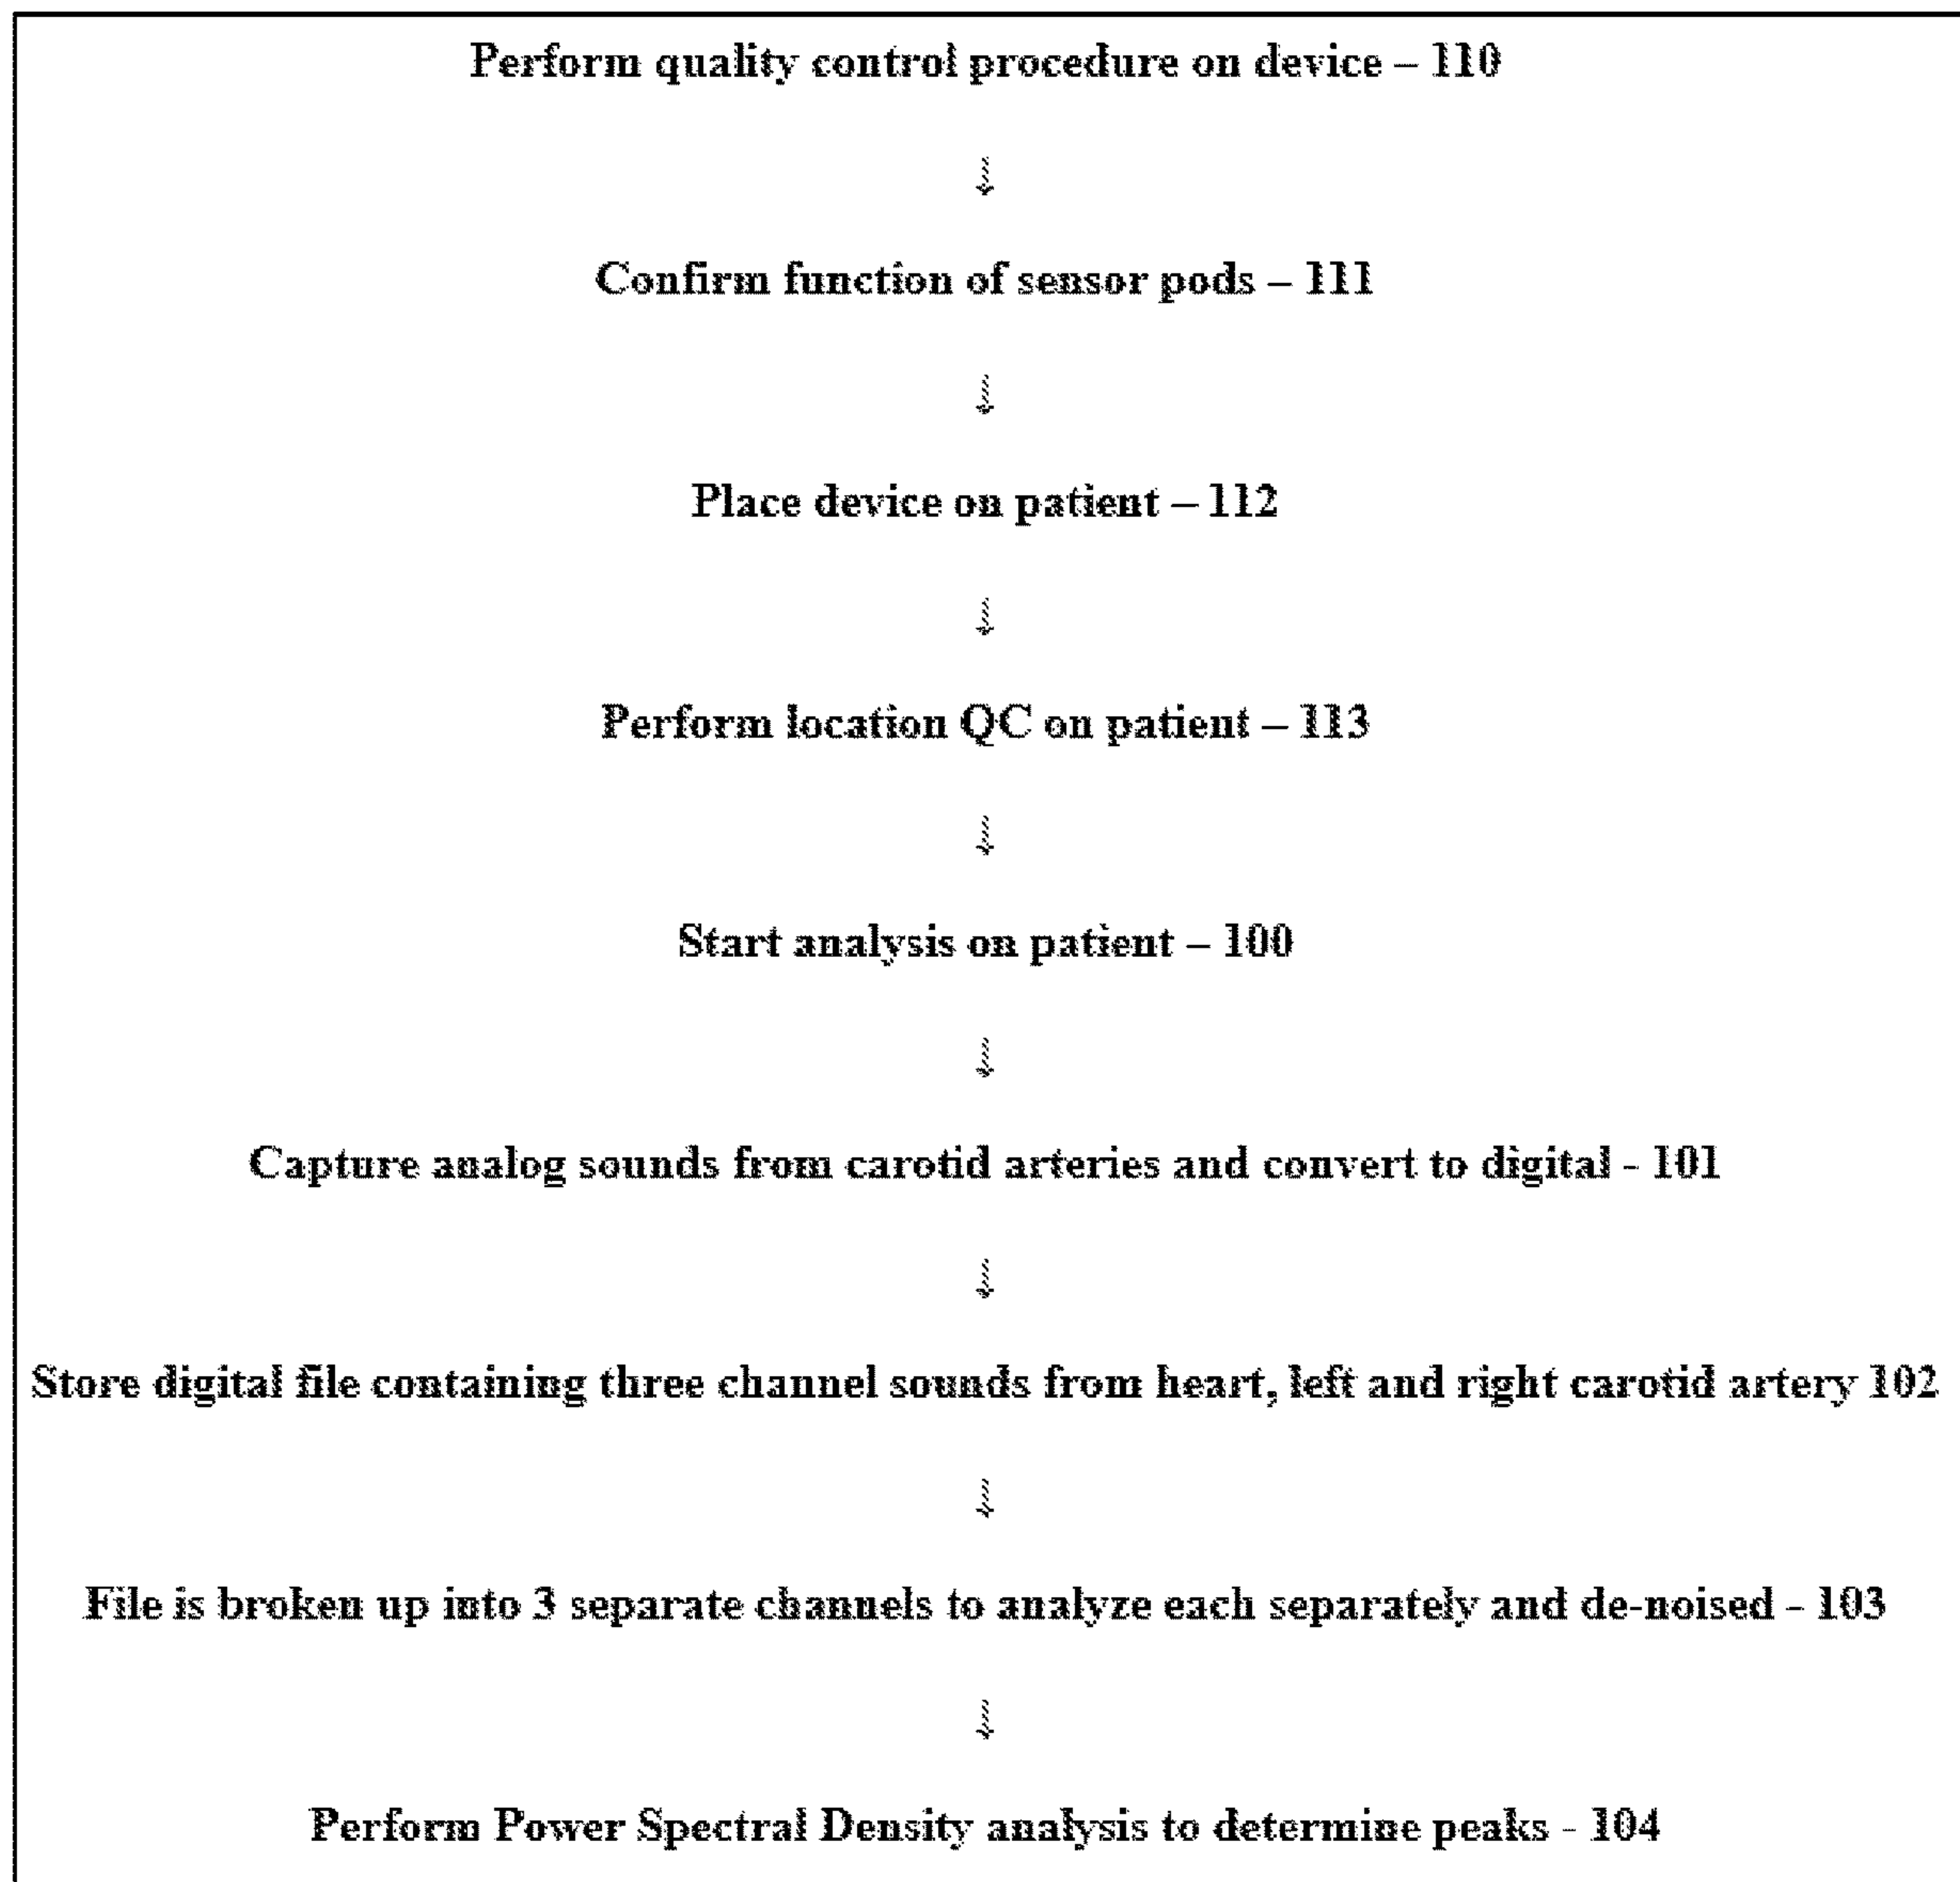 Perform quality control procedure on device – 110
Confirm function of sensor pods – 111
Place device on patient – 112
Perform location QC on patient – 113
Start analysis on patient – 100
Capture analog sounds from carotid arteries and convert to digital - 101
Store digital file containing three channel sounds from heart, left and right carotid artery 102
File is broken up into 3 separate channels to analyze each separately and de-noised - 103
Perform Power Spectral Density analysis to determine peaks - 104